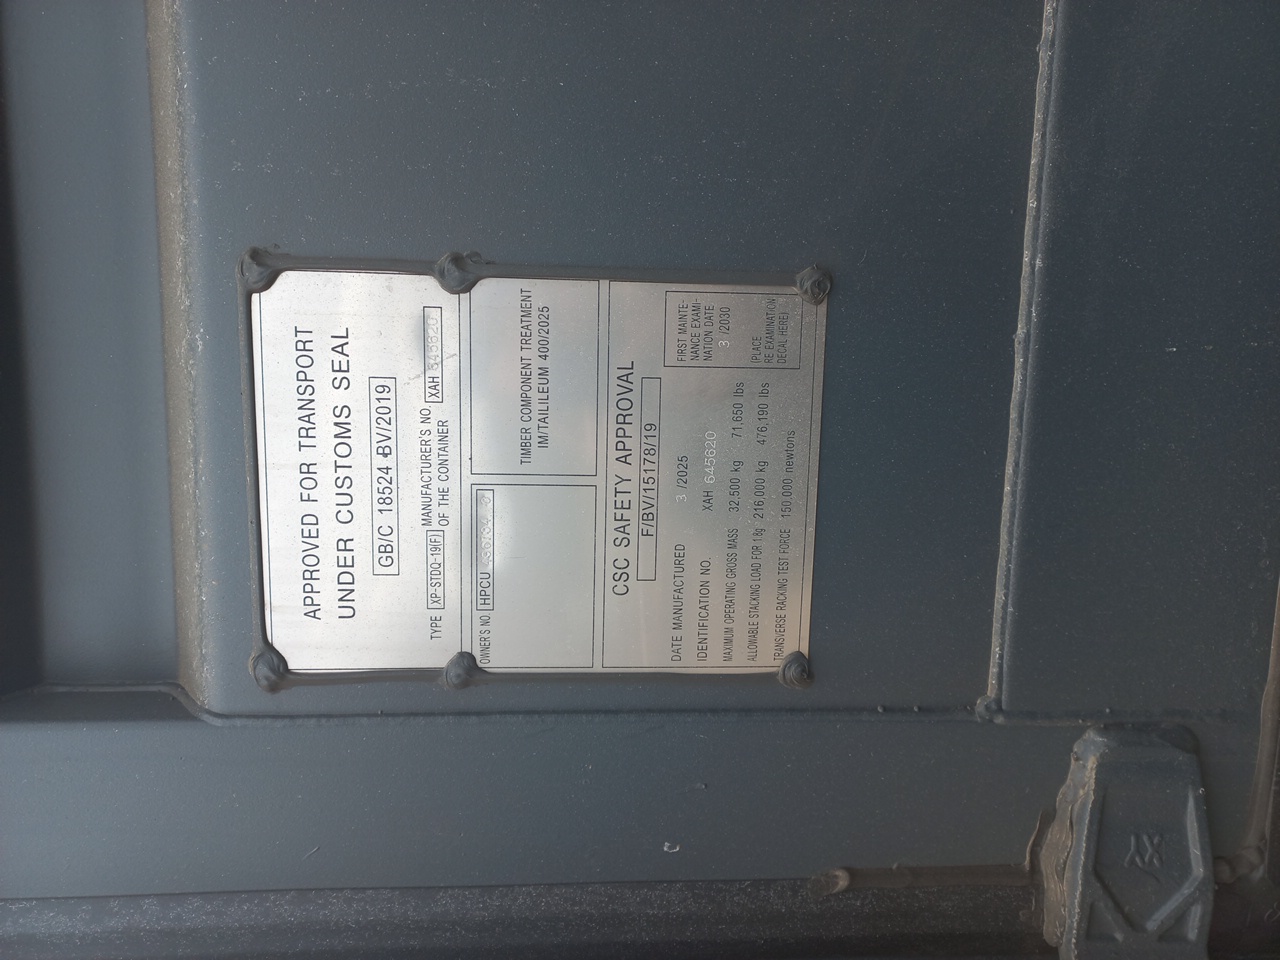 APPROVED FOR TRANSPORT
UNDER CUSTOMS SEAL
GB/C 18524 BV/2019
TYPE XP-STDQ-19(F) MANUFACTURER'S NO. OF THE CONTAINER XAH 645620
OWNER'S NO HPCU
TIMBER COMPONENT TREATMENT
IM/TAILILEUM 400/2025
CSC SAFETY APPROVAL
F/BV/15178/19
DATE MANUFACTURED 3 /2025
IDENTIFICATION NO. XAH 645620
MAXIMUM OPERATING GROSS MASS 32,500 kg 71,650 lbs
ALLOWABLE STACKING LOAD FOR 1.8g 216,000 kg 476,190 lbs
TRANSVERSE RACKING TEST FORCE 150,000 newtons
FIRST MAINTE-
NANCE EXAMI-
NATION DATE
3 /2030
(PLACE
RE EXAMINATION
DECAL HERE)
XY